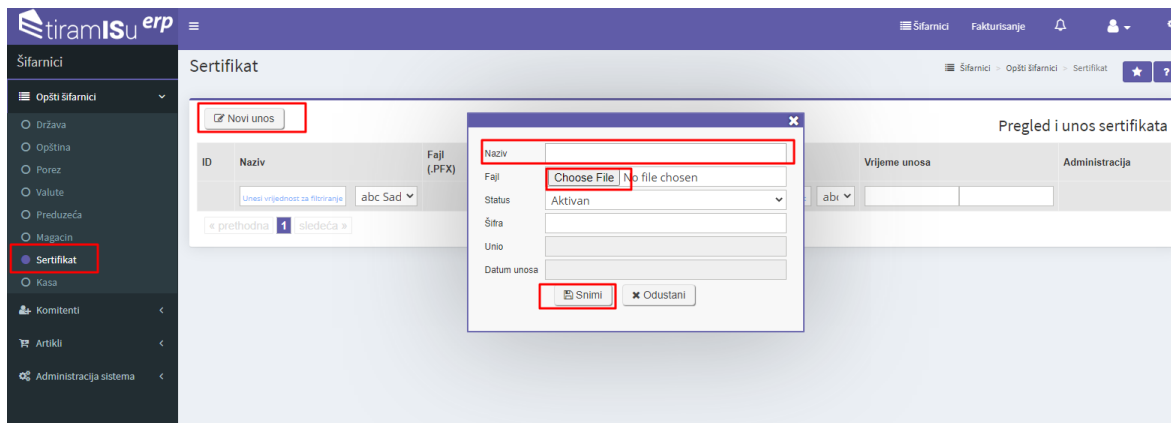 tiramISu erp
Šifarnici
Fakturisanje
Šifarnici
Sertifikat
Šifarnici > Opšti šifarnici > Sertifikat
?
Opšti šifarnici
Država
Opština
Porez
Valute
Preduzeća
Magacin
Sertifikat
Kasa
Komitenti
Artikli
Administracija sistema
Novi unos
Pregled i unos sertifikata
ID
Naziv
Fajl
(.PFX)
Vrijeme unosa
Administracija
Unesi vrijednost za filtriranje
abc Sad
« prethodna 1 sledeća »
Naziv
Fajl Choose File No file chosen
Status Aktivan
Šifra
Unio
Datum unosa
Snimi
Odustani